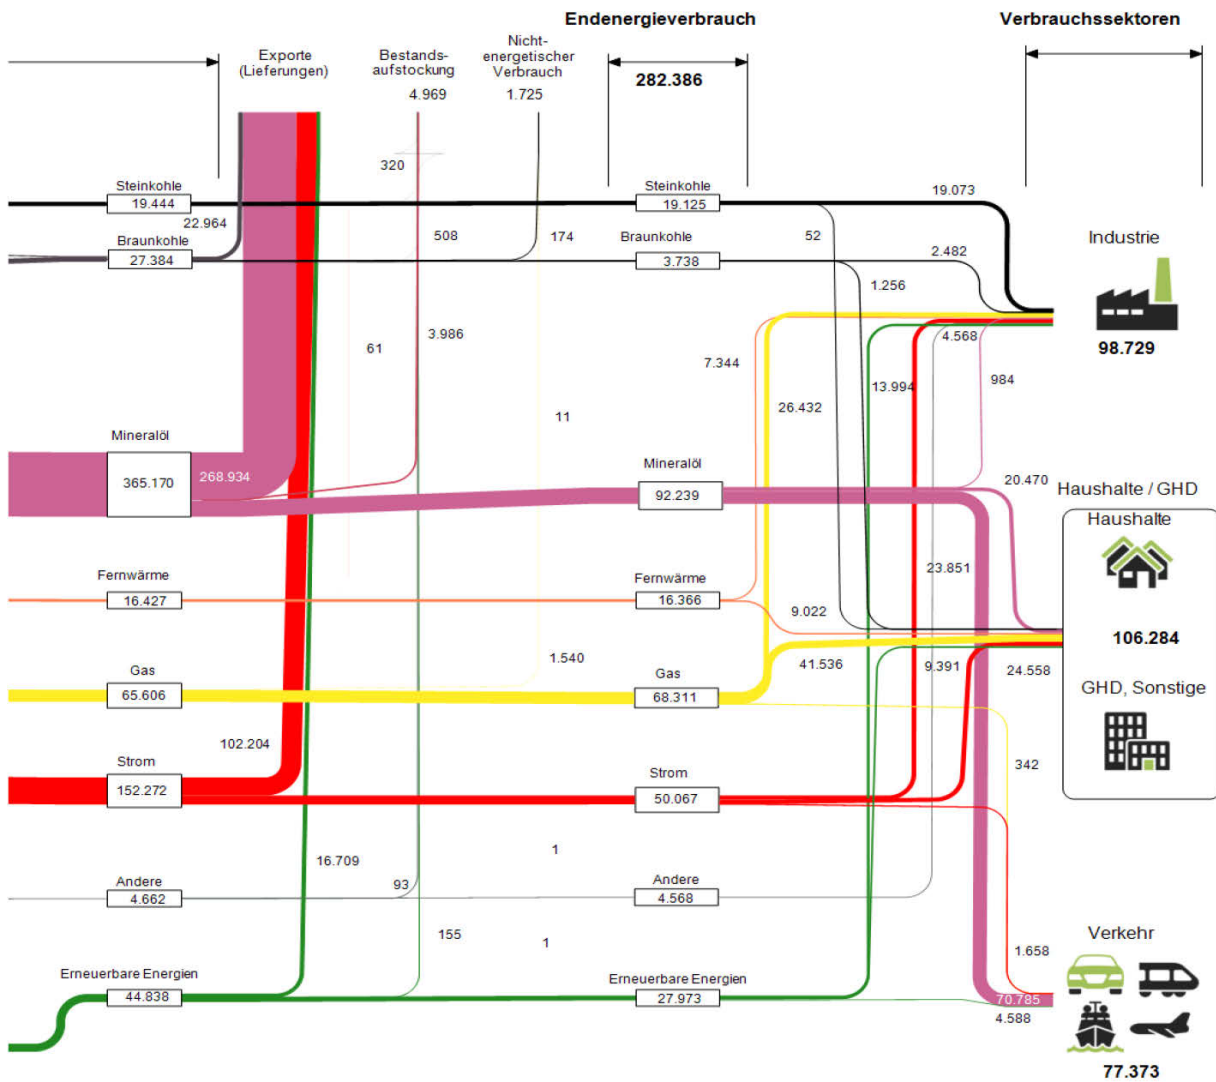 Endenergieverbrauch
Verbrauchssektoren
Exporte
(Lieferungen)
Bestands-
aufstockung
4.969
Nicht-
energetischer
Verbrauch
1.725
282.386
320
Steinkohle
19.444
22.964
Steinkohle
19.125
19.073
Braunkohle
27.384
508
174
Braunkohle
3.738
52
2.482
1.256
Industrie
98.729
61
3.986
7.344
4.568
13.994
984
26.432
11
Mineralöl
365.170
268.934
Mineralöl
92.239
20.470
Haushalte / GHD
Haushalte
Fernwärme
16.427
Fernwärme
16.366
23.851
9.022
106.284
Gas
65.606
1.540
Gas
68.311
41.536
9.391
24.558
GHD, Sonstige
102.204
Strom
152.272
Strom
50.067
342
1
16.709
Andere
4.662
93
Andere
4.568
155
1
1.658
Verkehr
Erneuerbare Energien
44.838
Erneuerbare Energien
27.973
70.785
4.588
77.373